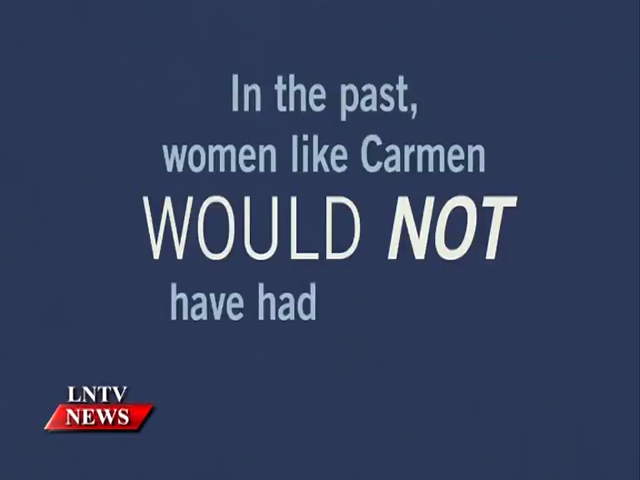 In the past,
women like Carmen
WOULD NOT
have had
LNTV
NEWS